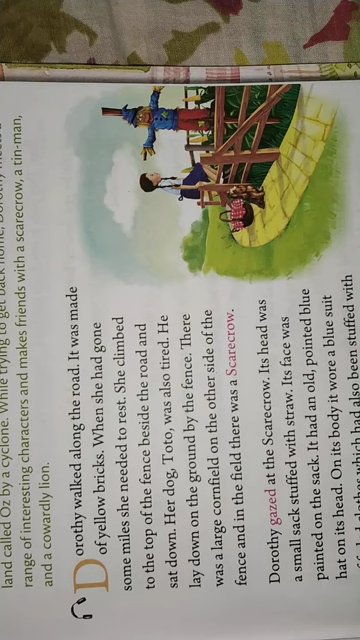 land called Oz by a cyclone. While trying to get back home, Dorothy meets a
range of interesting characters and makes friends with a scarecrow, a tin-man,
and a cowardly lion.
Dorothy walked along the road. It was made
of yellow bricks. When she had gone
some miles she needed to rest. She climbed
to the top of the fence beside the road and
sat down. Her dog, Toto, was also tired. He
lay down on the ground by the fence. There
was a large cornfield on the other side of the
fence and in the field there was a Scarecrow.
Dorothy gazed at the Scarecrow. Its head was
a small sack stuffed with straw. Its face was
painted on the sack. It had an old, pointed blue
hat on its head. On its body it wore a blue suit
which had also been stuffed with